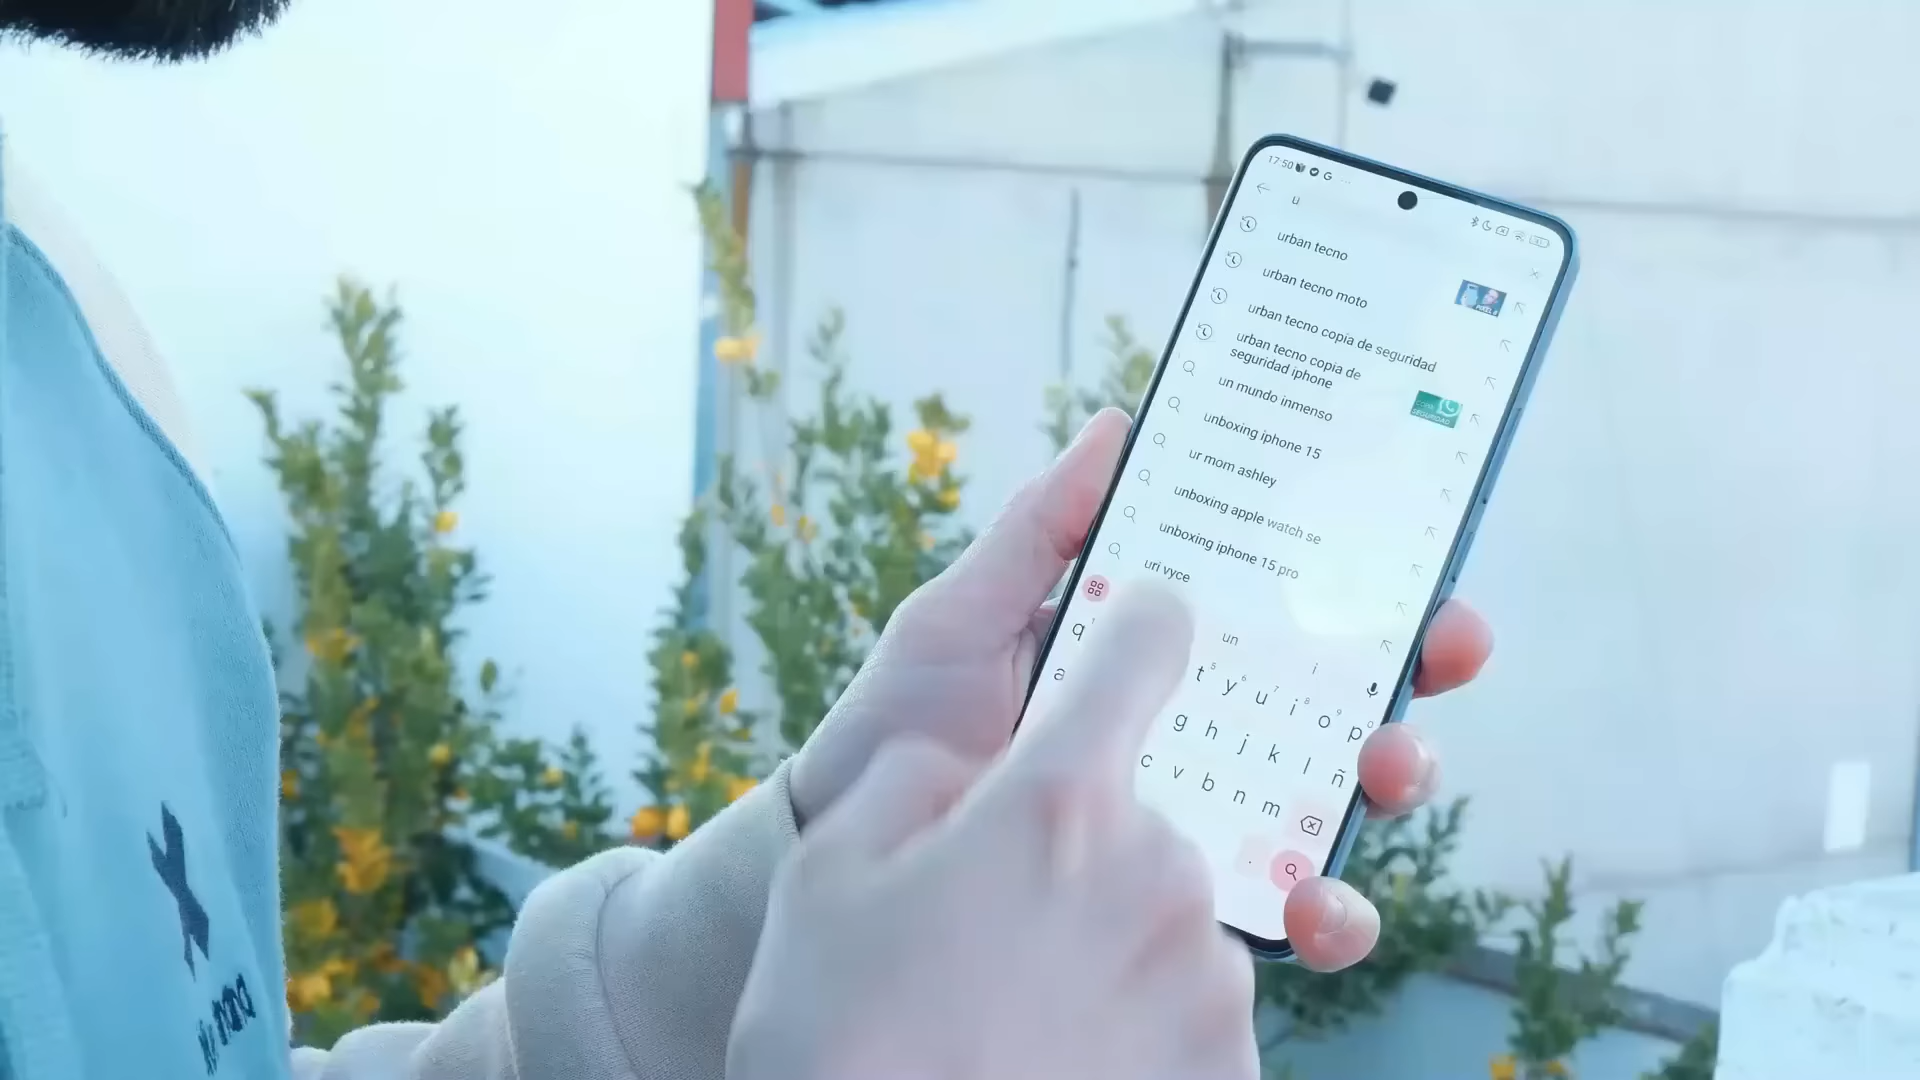 17:50
u
urban tecno
urban tecno moto
urban tecno copia de seguridad
urban tecno copia de
seguridad iphone
un mundo inmenso
unboxing iphone 15
ur mom ashley
unboxing apple watch se
unboxing iphone 15 pro
uri vyce
un
i
q t y u i o p
a g h j k l ñ
c v b n m
.